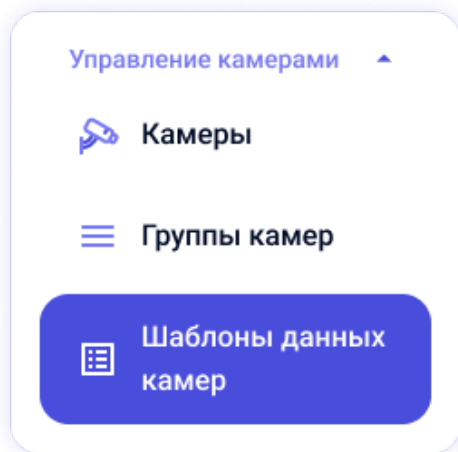 Управление камерами
Камеры
Группы камер
Шаблоны данных
камер